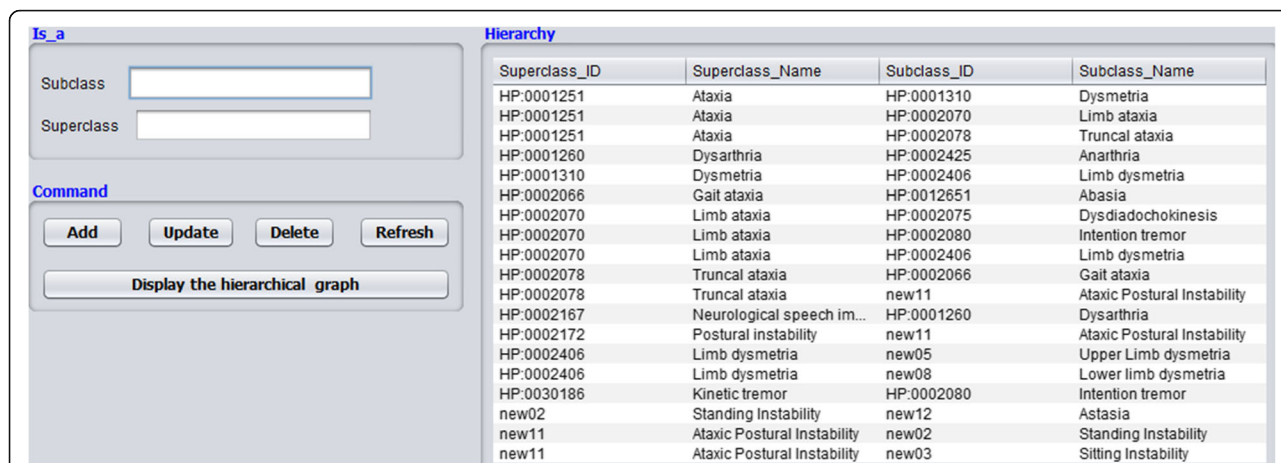 Is_a
Subclass
Superclass
Command
Add Update Delete Refresh
Display the hierarchical graph
Hierarchy
Superclass_ID Superclass_Name Subclass_ID Subclass_Name
HP:0001251 Ataxia HP:0001310 Dysmetria
HP:0001251 Ataxia HP:0002070 Limb ataxia
HP:0001251 Ataxia HP:0002078 Truncal ataxia
HP:0001260 Dysarthria HP:0002425 Anarthria
HP:0001310 Dysmetria HP:0002406 Limb dysmetria
HP:0002066 Gait ataxia HP:0012651 Abasia
HP:0002070 Limb ataxia HP:0002075 Dysdiadochokinesis
HP:0002070 Limb ataxia HP:0002080 Intention tremor
HP:0002070 Limb ataxia HP:0002406 Limb dysmetria
HP:0002078 Truncal ataxia HP:0002066 Gait ataxia
HP:0002078 Truncal ataxia new11 Ataxic Postural Instability
HP:0002167 Neurological speech im... HP:0001260 Dysarthria
HP:0002172 Postural instability new11 Ataxic Postural Instability
HP:0002406 Limb dysmetria new05 Upper Limb dysmetria
HP:0002406 Limb dysmetria new08 Lower limb dysmetria
HP:0030186 Kinetic tremor HP:0002080 Intention tremor
new02 Standing Instability new12 Astasia
new11 Ataxic Postural Instability new02 Standing Instability
new11 Ataxic Postural Instability new03 Sitting Instability